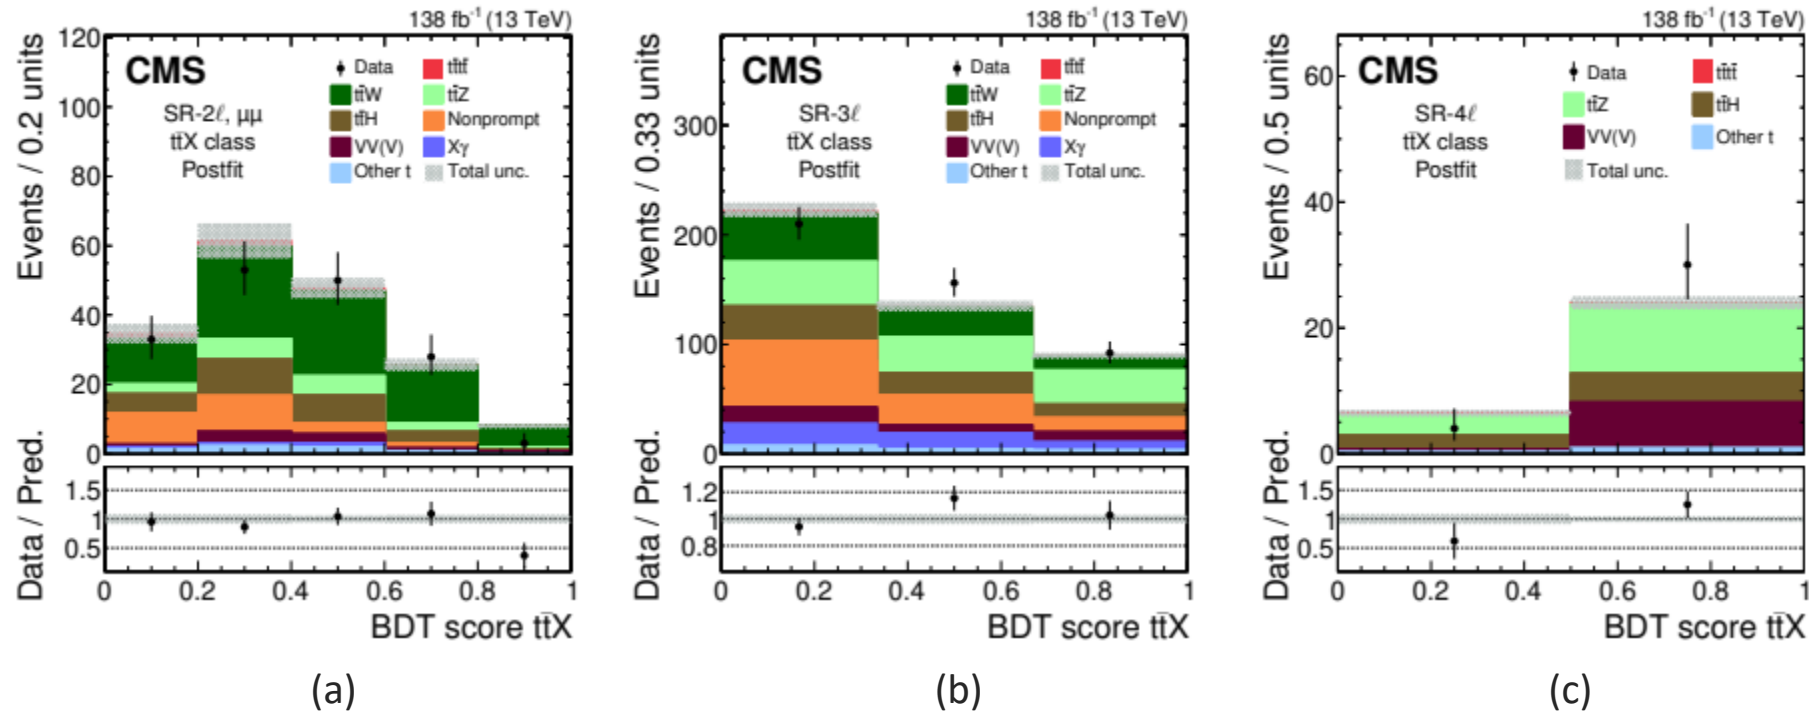 138 fb⁻¹ (13 TeV)
CMS
SR-2ℓ, μμ
tt̄X class
Postfit
Data
tt̄tt̄
tt̄W
tt̄Z
tt̄H
Nonprompt
VV(V)
Xγ
Other t
Total unc.
Events / 0.2 units
120
100
80
60
40
20
0
Data / Pred.
1.5
1
0.5
0 0.2 0.4 0.6 0.8 1
BDT score tt̄X
(a)
138 fb⁻¹ (13 TeV)
CMS
SR-3ℓ
tt̄X class
Postfit
Data
tt̄tt̄
tt̄W
tt̄Z
tt̄H
Nonprompt
VV(V)
Xγ
Other t
Total unc.
Events / 0.33 units
300
200
100
0
Data / Pred.
1.2
1
0.8
0 0.2 0.4 0.6 0.8 1
BDT score tt̄X
(b)
138 fb⁻¹ (13 TeV)
CMS
SR-4ℓ
tt̄X class
Postfit
Data
tt̄tt̄
tt̄Z
tt̄H
VV(V)
Other t
Total unc.
Events / 0.5 units
60
40
20
0
Data / Pred.
1.5
1
0.5
0 0.2 0.4 0.6 0.8 1
BDT score tt̄X
(c)